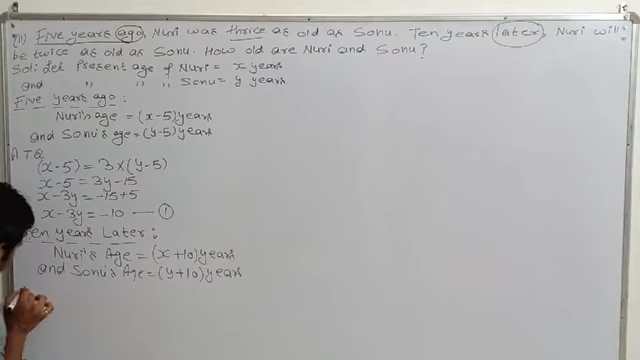 (ii) Five years ago, Nuri was thrice as old as Sonu. Ten years later, Nuri will
be twice as old as Sonu. How old are Nuri and Sonu?
Sol: Let Present age of Nuri = x years
and " " " Sonu = y years
Five years ago:
Nuri's age = (x-5) years
and Sonu's age = (y-5) years
ATQ
(x-5) = 3×(y-5)
x-5 = 3y-15
x-3y = -15+5
x-3y = -10 — ①
Ten years Later:
Nuri's Age = (x+10) years
and Sonu's Age = (y+10) years